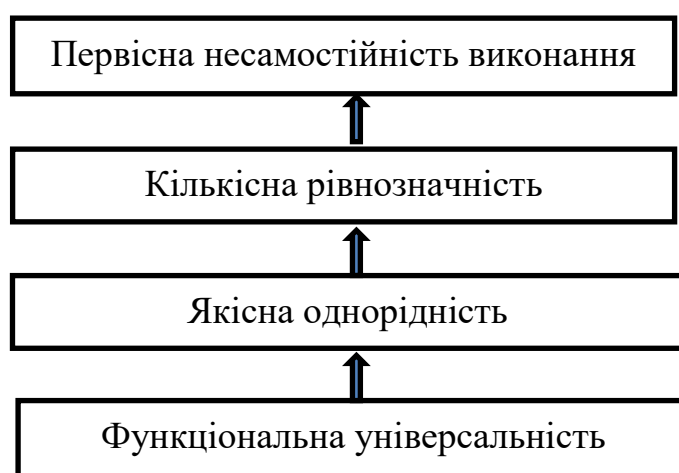 Первісна несамостійність виконання
Кількісна рівнозначність
Якісна однорідність
Функціональна універсальність